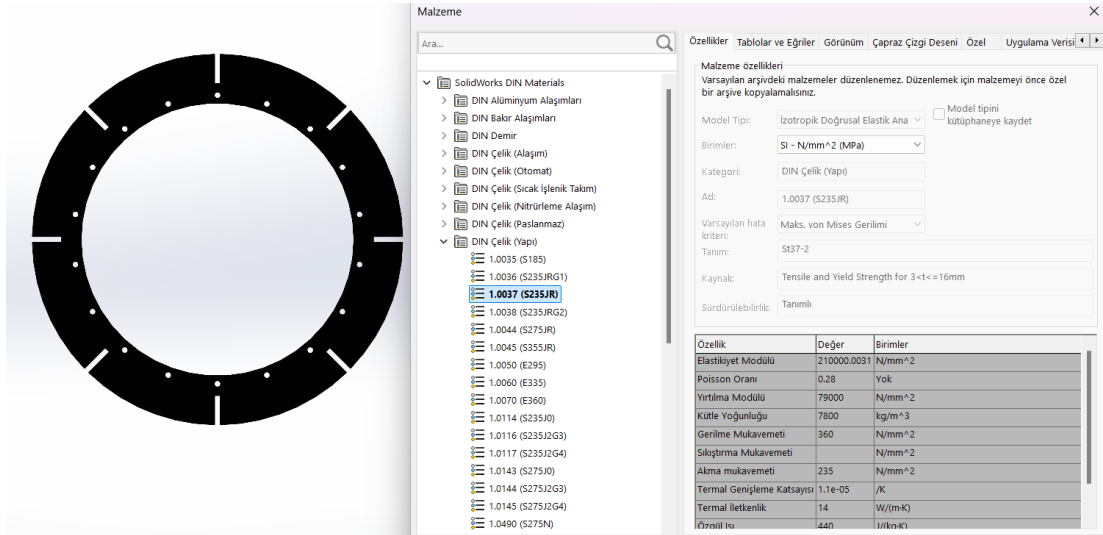 Malzeme
Ara...
SolidWorks DIN Materials
DIN Alüminyum Alaşımları
DIN Bakır Alaşımları
DIN Demir
DIN Çelik (Alaşım)
DIN Çelik (Otomat)
DIN Çelik (Sıcak İşlenik Takım)
DIN Çelik (Nitrürleme Alaşım)
DIN Çelik (Paslanmaz)
DIN Çelik (Yapı)
1.0035 (S185)
1.0036 (S235JRG1)
1.0037 (S235JR)
1.0038 (S235JRG2)
1.0044 (S275JR)
1.0045 (S355JR)
1.0050 (E295)
1.0060 (E335)
1.0070 (E360)
1.0114 (S235J0)
1.0116 (S235J2G3)
1.0117 (S235J2G4)
1.0143 (S275J0)
1.0144 (S275J2G3)
1.0145 (S275J2G4)
1.0490 (S275N)
Özellikler Tablolar ve Eğriler Görünüm Çapraz Çizgi Deseni Özel Uygulama Verisi
Malzeme özellikleri
Varsayılan arşivdeki malzemeler düzenlenemez. Düzenlemek için malzemeyi önce özel
bir arşive kopyalamalısınız.
Model Tipi: İzotropik Doğrusal Elastik Ana
Model tipini
kütüphaneye kaydet
Birimler: SI - N/mm^2 (MPa)
Kategori: DIN Çelik (Yapı)
Ad: 1.0037 (S235JR)
Varsayılan hata
kriteri: Maks. von Mises Gerilimi
Tanım: St37-2
Kaynak: Tensile and Yield Strength for 3<t<=16mm
Sürdürülebilirlik: Tanımlı
Özellik Değer Birimler
Elastikiyet Modülü 210000.0031 N/mm^2
Poisson Oranı 0.28 Yok
Yırtılma Modülü 79000 N/mm^2
Kütle Yoğunluğu 7800 kg/m^3
Gerilme Mukavemeti 360 N/mm^2
Sıkıştırma Mukavemeti N/mm^2
Akma mukavemeti 235 N/mm^2
Termal Genişleme Katsayısı 1.1e-05 /K
Termal İletkenlik 14 W/(m·K)
Özgül Isı 440 J/(kg·K)